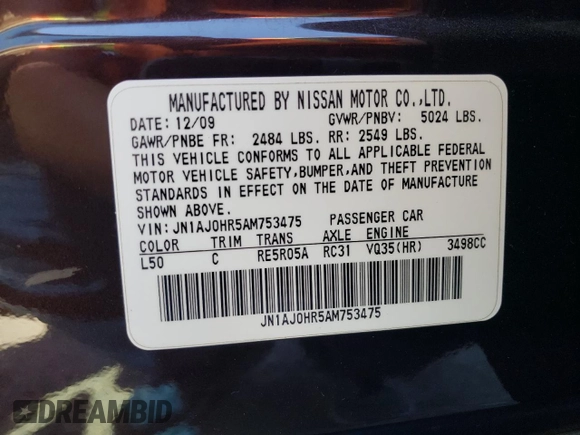 MANUFACTURED BY NISSAN MOTOR CO.,LTD.
DATE: 12/09 GVWR/PNBV: 5024 LBS.
GAWR/PNBE FR: 2484 LBS. RR: 2549 LBS.
THIS VEHICLE CONFORMS TO ALL APPLICABLE FEDERAL
MOTOR VEHICLE SAFETY,BUMPER,AND THEFT PREVENTION
STANDARDS IN EFFECT ON THE DATE OF MANUFACTURE
SHOWN ABOVE.
VIN: JN1AJ0HR5AM753475 PASSENGER CAR
COLOR TRIM TRANS AXLE ENGINE
L50 C RE5R05A RC31 VQ35(HR) 3498CC
JN1AJ0HR5AM753475
DREAMBID